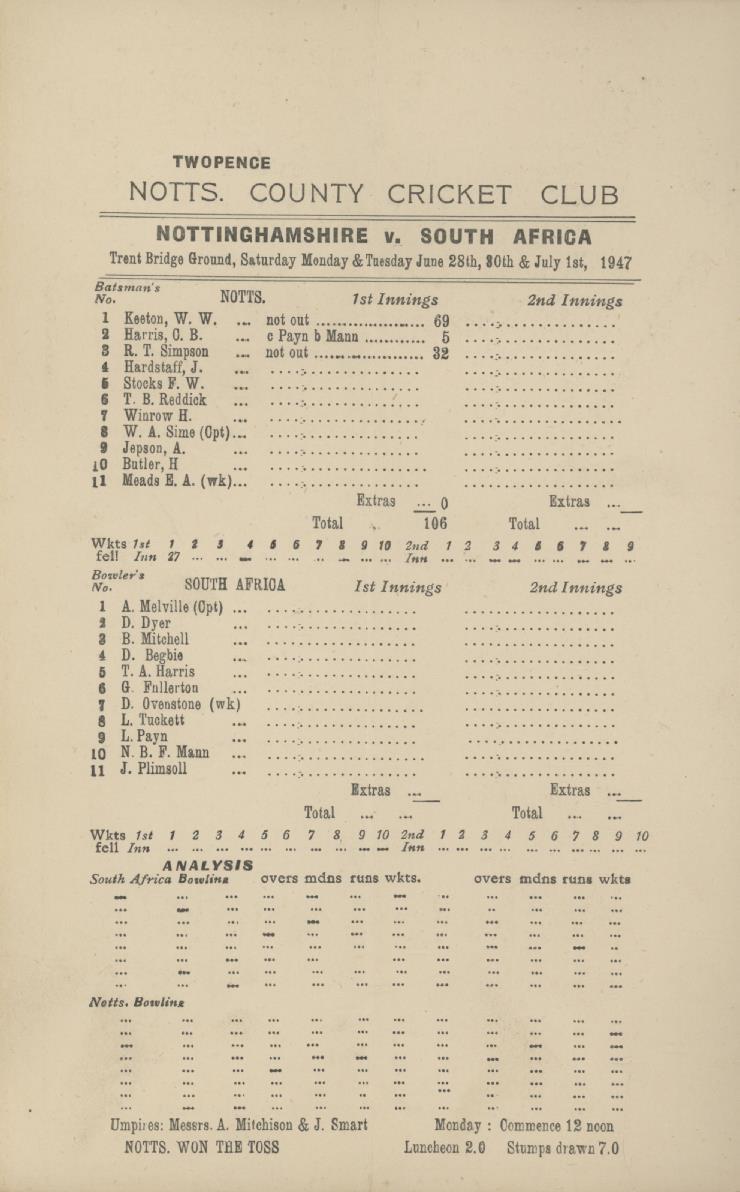 TWOPENCE
NOTTS. COUNTY CRICKET CLUB
NOTTINGHAMSHIRE v. SOUTH AFRICA
Trent Bridge Ground, Saturday Monday & Tuesday June 28th, 30th & July 1st, 1947
Batsman's No. NOTTS. 1st Innings 2nd Innings
1 Keeton, W. W. ... not out ..................... 69 ....:...............
2 Harris, C. B. ... c Payn b Mann ............ 5 ....:...............
3 R. T. Simpson ... not out ..................... 32 ....:...............
4 Hardstaff, J. ... ....:............... ....:...............
5 Stocks F. W. ... ....:............... ....:...............
6 T. B. Reddick ... ....:............... ....:...............
7 Winrow H. ... ....:............... ....:...............
8 W. A. Sime (Cpt)... ....:............... ....:...............
9 Jepson, A. ... ....:............... ....:...............
10 Butler, H ... ....:............... ....:...............
11 Meads E. A. (wk)... ....:............... ....:...............
Extras ... 0 Extras ...
Total . 106 Total ... ...
Wkts 1st 1 2 3 4 5 6 7 8 9 10 2nd 1 2 3 4 5 6 7 8 9
fell Inn 27 ... ... ... ... ... ... ... ... ... Inn ... ... ... ... ... ... ... ... ...
Bowler's No. SOUTH AFRICA 1st Innings 2nd Innings
1 A. Melville (Cpt) ... ....:............... ....:...............
2 D. Dyer ... ....:............... ....:...............
3 B. Mitchell ... ....:............... ....:...............
4 D. Begbie ... ....:............... ....:...............
5 T. A. Harris ... ....:............... ....:...............
6 G. Fullerton ... ....:............... ....:...............
7 D. Ovenstone (wk) ....:............... ....:...............
8 L. Tuckett ... ....:............... ....:...............
9 L. Payn ... ....:............... ....:...............
10 N. B. F. Mann ... ....:............... ....:...............
11 J. Plimsoll ... ....:............... ....:...............
Extras ... Extras ...
Total ... ... Total ... ...
Wkts 1st 1 2 3 4 5 6 7 8 9 10 2nd 1 2 3 4 5 6 7 8 9 10
fell Inn ... ... ... ... ... ... ... ... ... ... Inn ... ... ... ... ... ... ... ... ... ...
ANALYSIS
South Africa Bowling overs mdns runs wkts. overs mdns runs wkts
Notts. Bowling
Umpires: Messrs. A. Mitchison & J. Smart Monday : Commence 12 noon
NOTTS. WON THE TOSS Luncheon 2.0 Stumps drawn 7.0